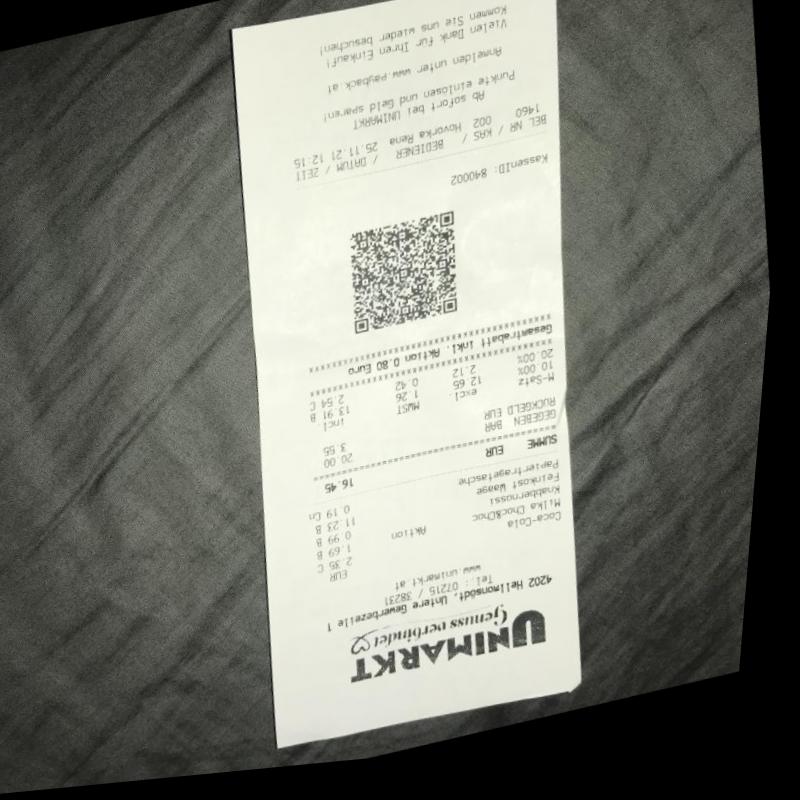 UNIMARKT
Genuss verbindet
4202 Hellmonsödt, Untere Gewerbezeile 1
Tel.: 07215 / 38231
www.unimarkt.at
EUR
Coca-Cola 2.35 C
Milka Choc&Choc 1.69 B
Knabbernossi Aktion 0.99 B
Feinkost Waage 11.23 B
Papiertragetasche 0.19 Cn
SUMME EUR 16.45
GEGEBEN BAR 20.00
RÜCKGELD EUR 3.55
M-Satz excl. MWST incl.
10.00% 12.65 1.26 13.91 B
20.00% 2.12 0.42 2.54 C
Gesamtrabatt inkl. Aktion 0.80 Euro
KassenID: 840002
BEL NR / KAS / BEDIENER / DATUM / ZEIT
1460 002 Hovorka Rena 25.11.21 12:15
Ab sofort bei UNIMARKT
Punkte einlösen und Geld sparen!
Anmelden unter www.payback.at
Vielen Dank für Ihren Einkauf!
Kommen Sie uns wieder besuchen!